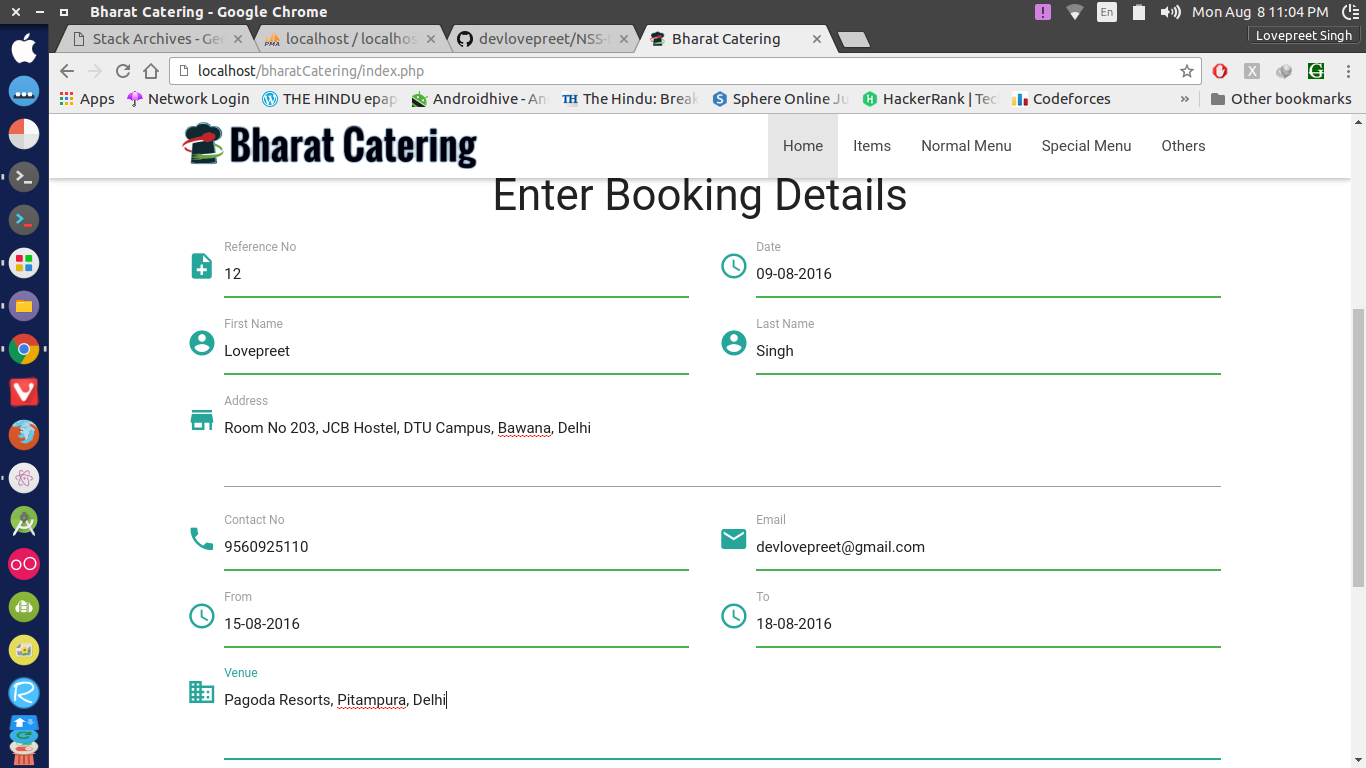 Bharat Catering - Google Chrome
En
Mon Aug 8 11:04 PM
Lovepreet Singh
Stack Archives - Gee
localhost / localhos
devlovepreet/NSS-
Bharat Catering
localhost/bharatCatering/index.php
Apps
Network Login
THE HINDU epap
Androidhive - An
The Hindu: Break
Sphere Online Ju
HackerRank | Tec
Codeforces
»
Other bookmarks
Bharat Catering
Home
Items
Normal Menu
Special Menu
Others
Enter Booking Details
Reference No
12
Date
09-08-2016
First Name
Lovepreet
Last Name
Singh
Address
Room No 203, JCB Hostel, DTU Campus, Bawana, Delhi
Contact No
9560925110
Email
devlovepreet@gmail.com
From
15-08-2016
To
18-08-2016
Venue
Pagoda Resorts, Pitampura, Delhi